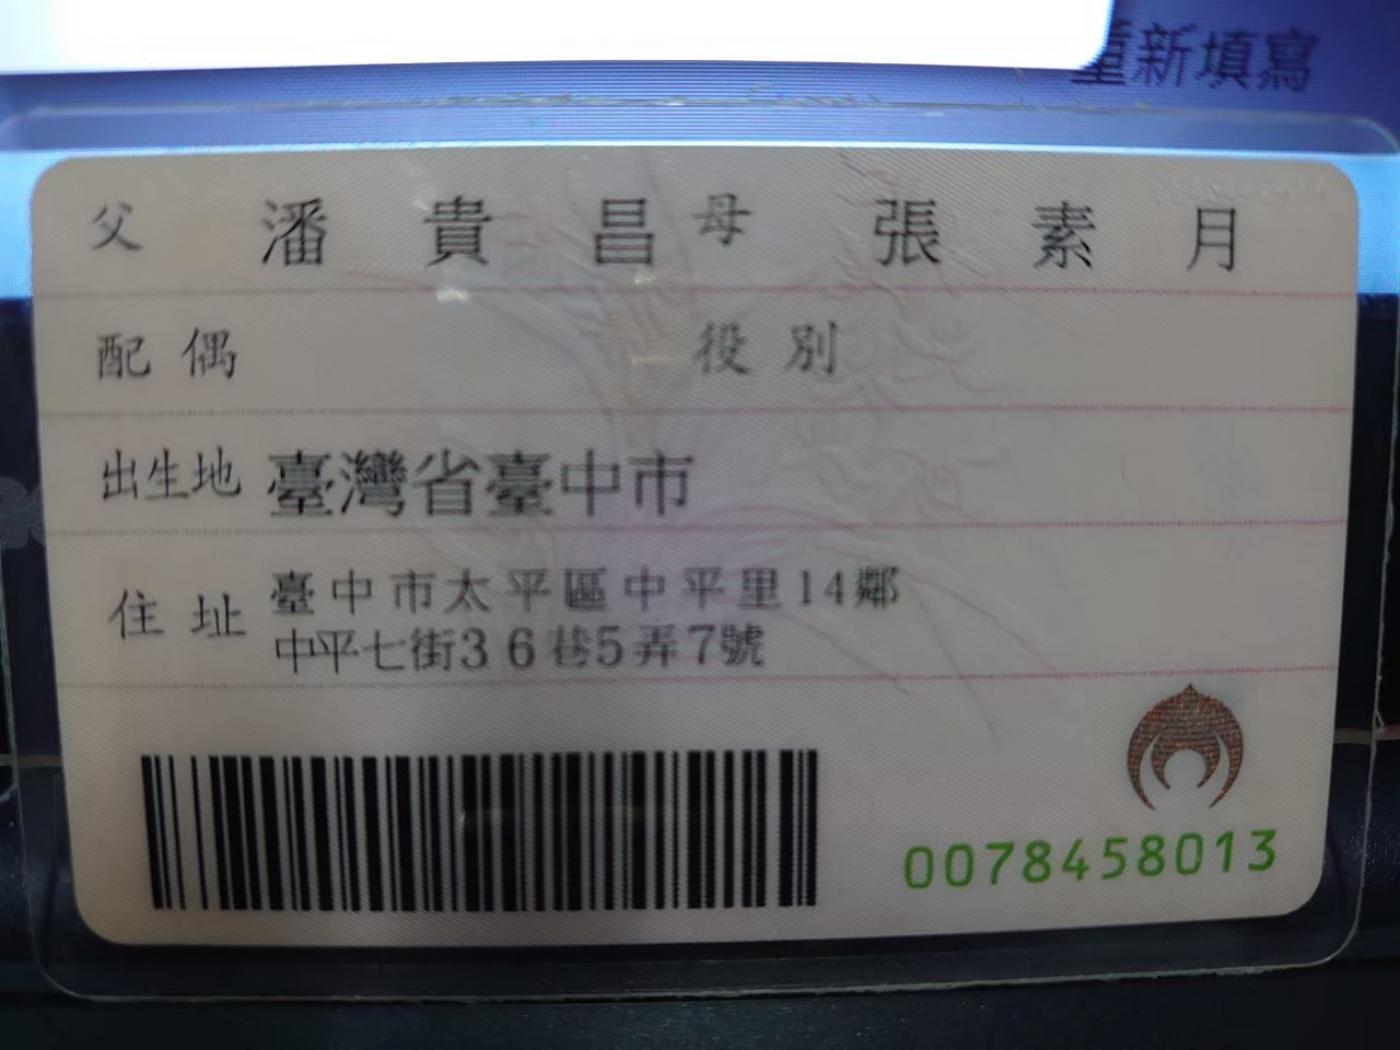 重新填寫
父 潘貴昌 母 張素月
配偶 役別
出生地 臺灣省臺中市
住址 臺中市太平區中平里14鄰
中平七街36巷5弄7號
0078458013